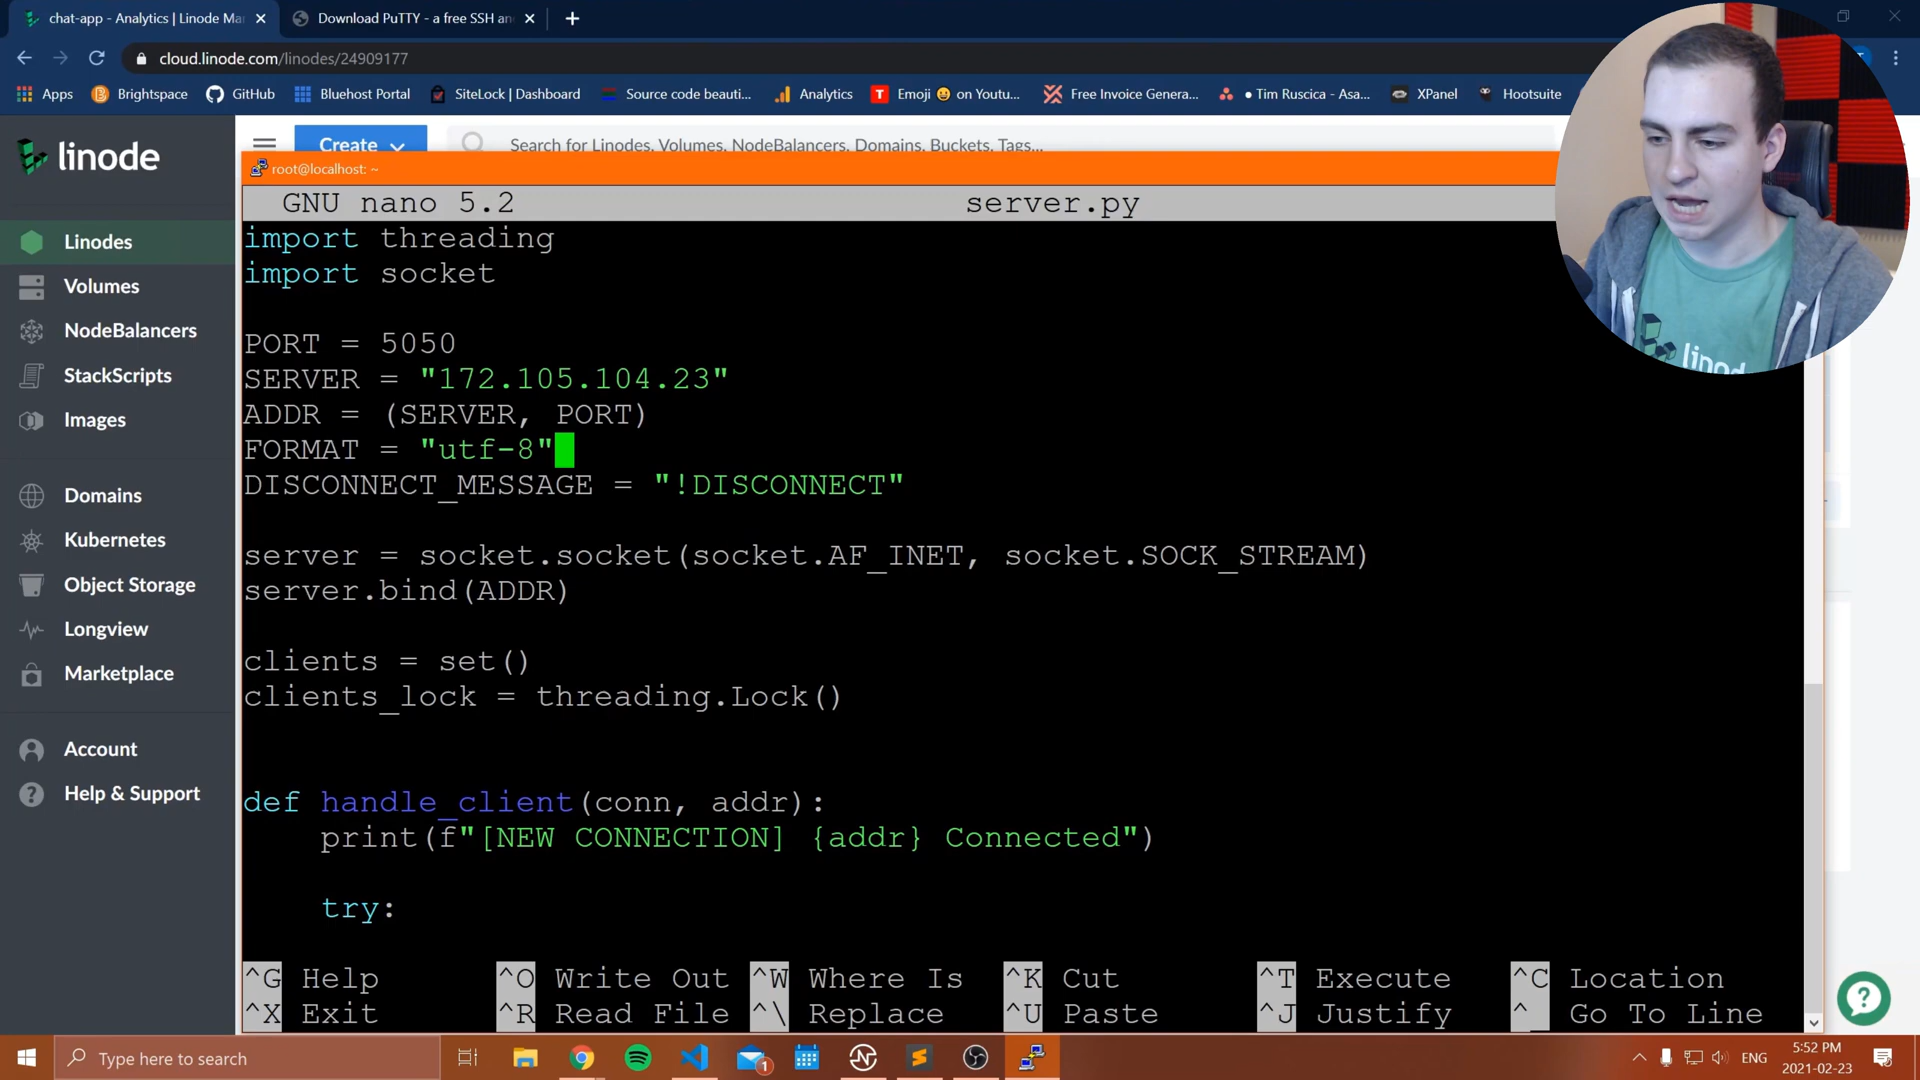 chat-app - Analytics | Linode Ma
Download PuTTY - a free SSH an
cloud.linode.com/linodes/24909177
Apps
Brightspace
GitHub
Bluehost Portal
SiteLock | Dashboard
Source code beauti...
Analytics
Emoji 😀 on Youtu...
Free Invoice Genera...
Tim Ruscica - Asa...
XPanel
Hootsuite
linode
Create
Search for Linodes, Volumes, NodeBalancers, Domains, Buckets, Tags...
root@localhost: ~
GNU nano 5.2 server.py
Linodes
Volumes
NodeBalancers
StackScripts
Images
Domains
Kubernetes
Object Storage
Longview
Marketplace
Account
Help & Support
import threading
import socket
PORT = 5050
SERVER = "172.105.104.23"
ADDR = (SERVER, PORT)
FORMAT = "utf-8"
DISCONNECT_MESSAGE = "!DISCONNECT"
server = socket.socket(socket.AF_INET, socket.SOCK_STREAM)
server.bind(ADDR)
clients = set()
clients_lock = threading.Lock()
def handle_client(conn, addr):
print(f"[NEW CONNECTION] {addr} Connected")
try:
^G Help ^O Write Out ^W Where Is ^K Cut ^T Execute ^C Location
^X Exit ^R Read File ^\ Replace ^U Paste ^J Justify ^_ Go To Line
linode
Type here to search
1
ENG
5:52 PM
2021-02-23